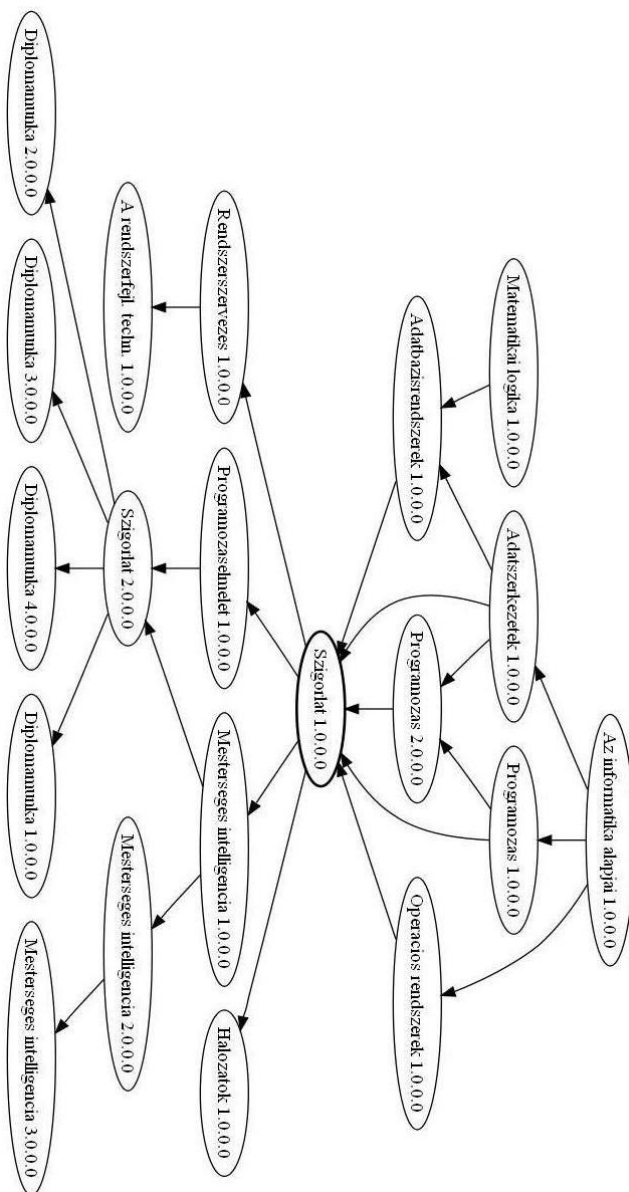 Az informatika alapjai 1.0.0.0
Matematikai logika 1.0.0.0
Adatszerkezetek 1.0.0.0
Programozas 1.0.0.0
Adatbazisrendszerek 1.0.0.0
Programozas 2.0.0.0
Operacios rendszerek 1.0.0.0
Szigorlat 1.0.0.0
Rendszerszervezes 1.0.0.0
Programozaselmelet 1.0.0.0
Mesterseges intelligencia 1.0.0.0
Halozatok 1.0.0.0
A rendszerfejl. techn. 1.0.0.0
Szigorlat 2.0.0.0
Mesterseges intelligencia 2.0.0.0
Diplomamunka 2.0.0.0
Diplomamunka 3.0.0.0
Diplomamunka 4.0.0.0
Diplomamunka 1.0.0.0
Mesterseges intelligencia 3.0.0.0